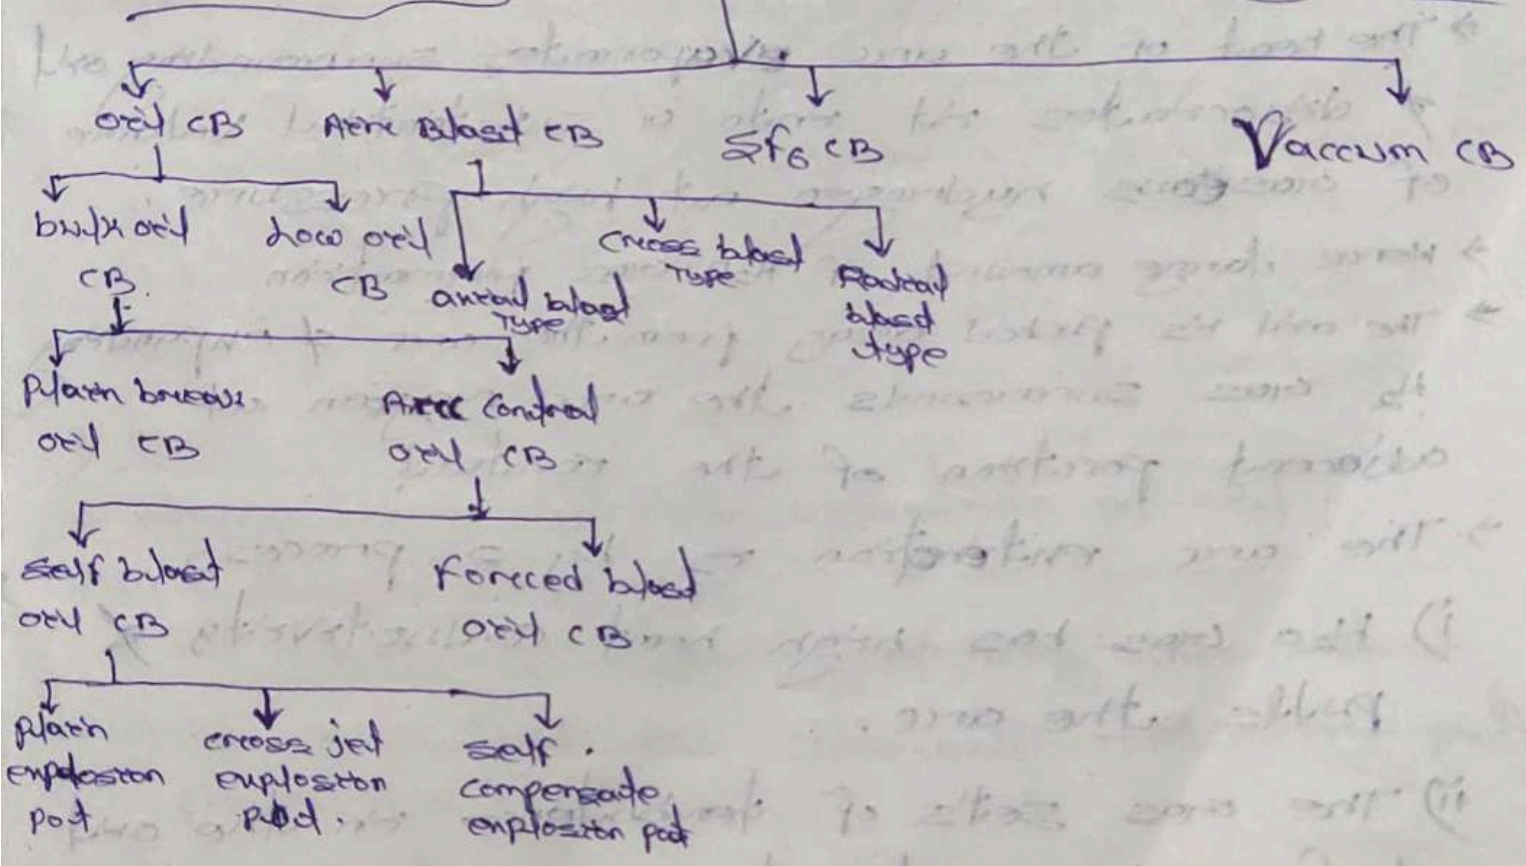 oil CB
Air Blast CB
SF6 CB
Vaccum CB
bulk oil
CB
Low oil
CB
axial blast
Type
cross blast
Type
Radial
blast
type
Plain break
oil CB
Arc Control
oil CB
self blast
oil CB
Forced blast
oil CB
plain
explosion
pot
cross jet
explosion
pot.
self
compensate
explosion pot